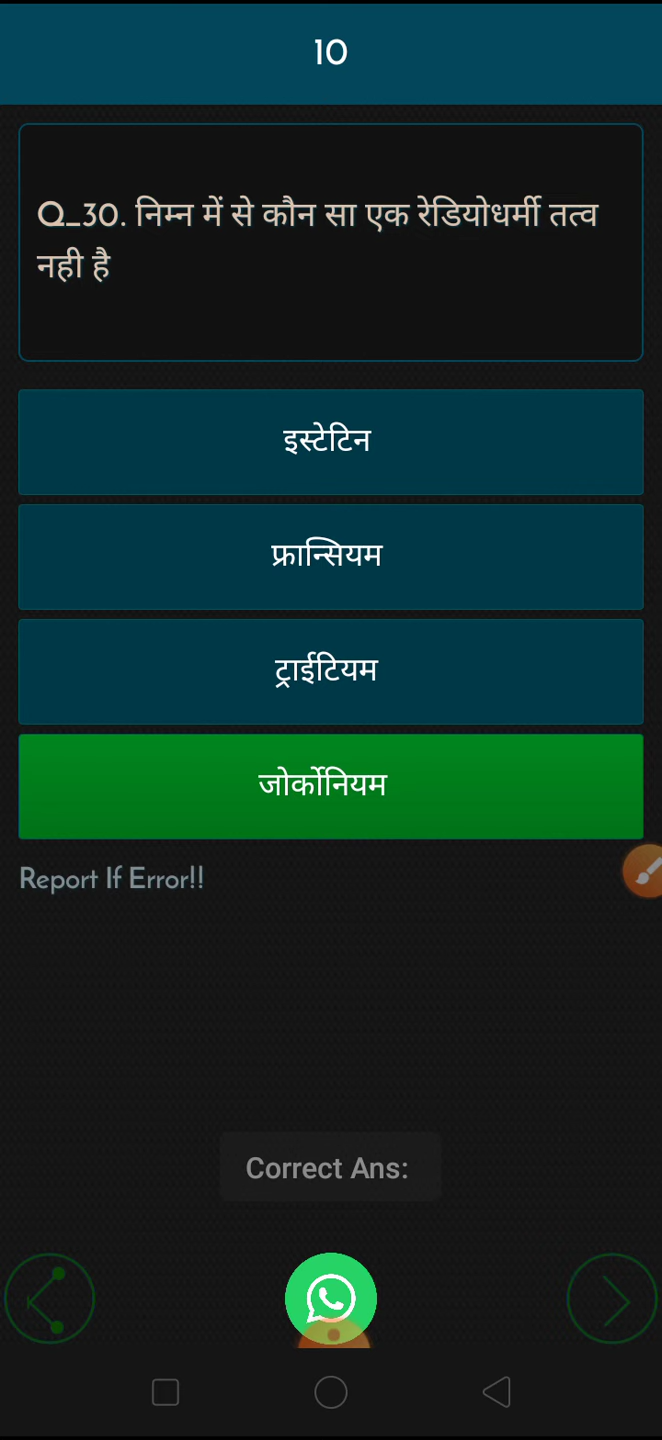 10
Q_30. निम्न में से कौन सा एक रेडियोधर्मी तत्व
नही है
इस्टेटिन
फ्रान्सियम
ट्राईटियम
जोर्कोनियम
Report If Error!!
Correct Ans: